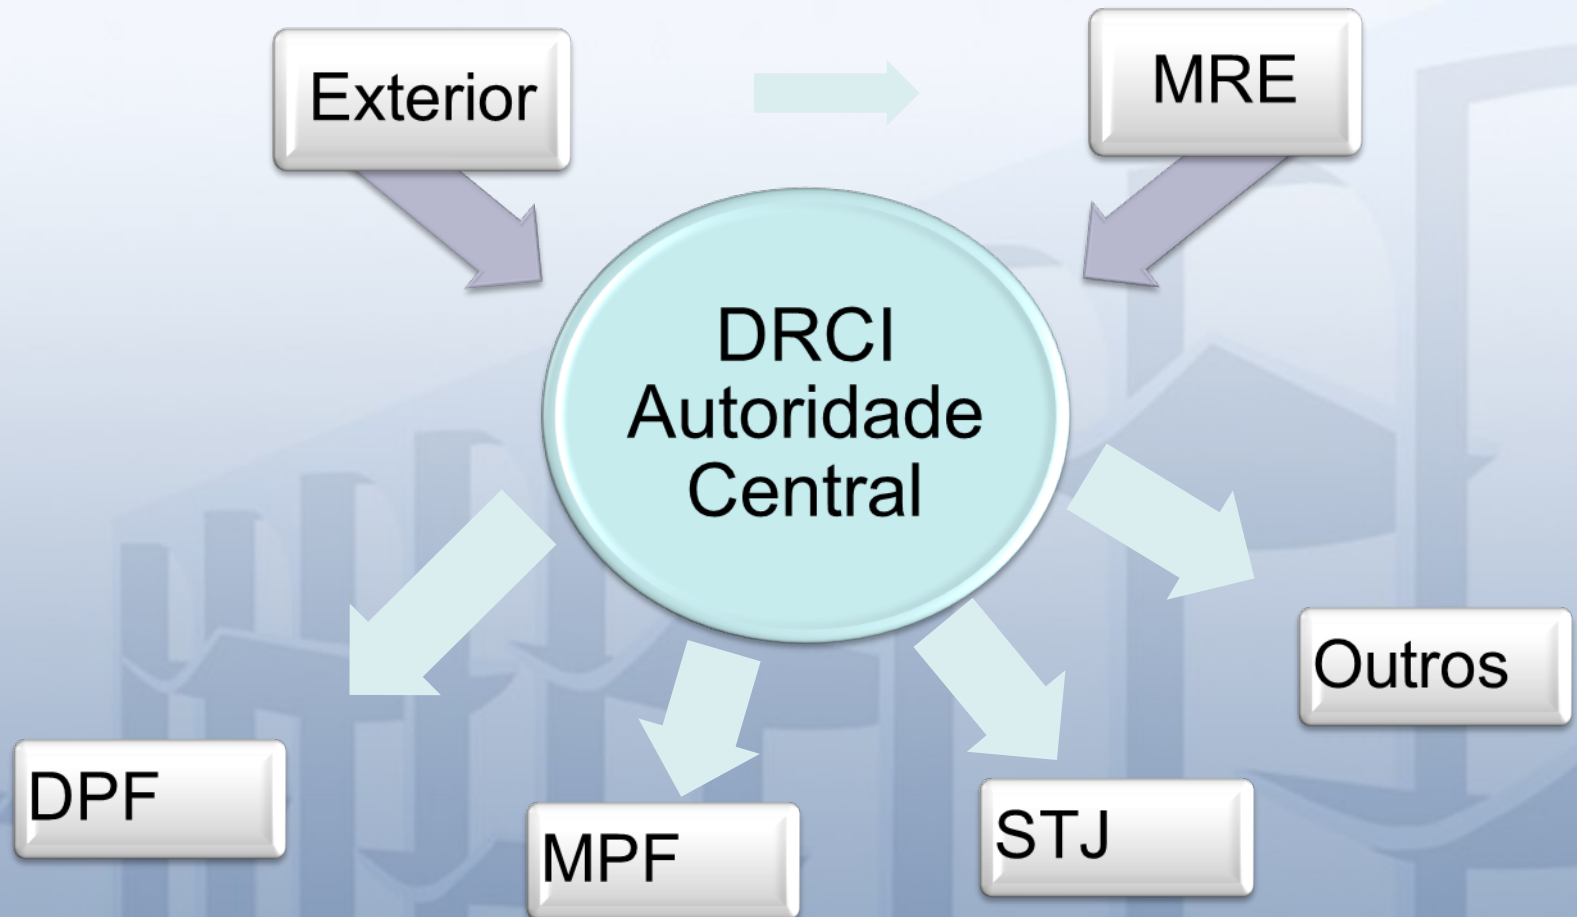 Exterior
MRE
DRCI
Autoridade
Central
Outros
DPF
MPF
STJ